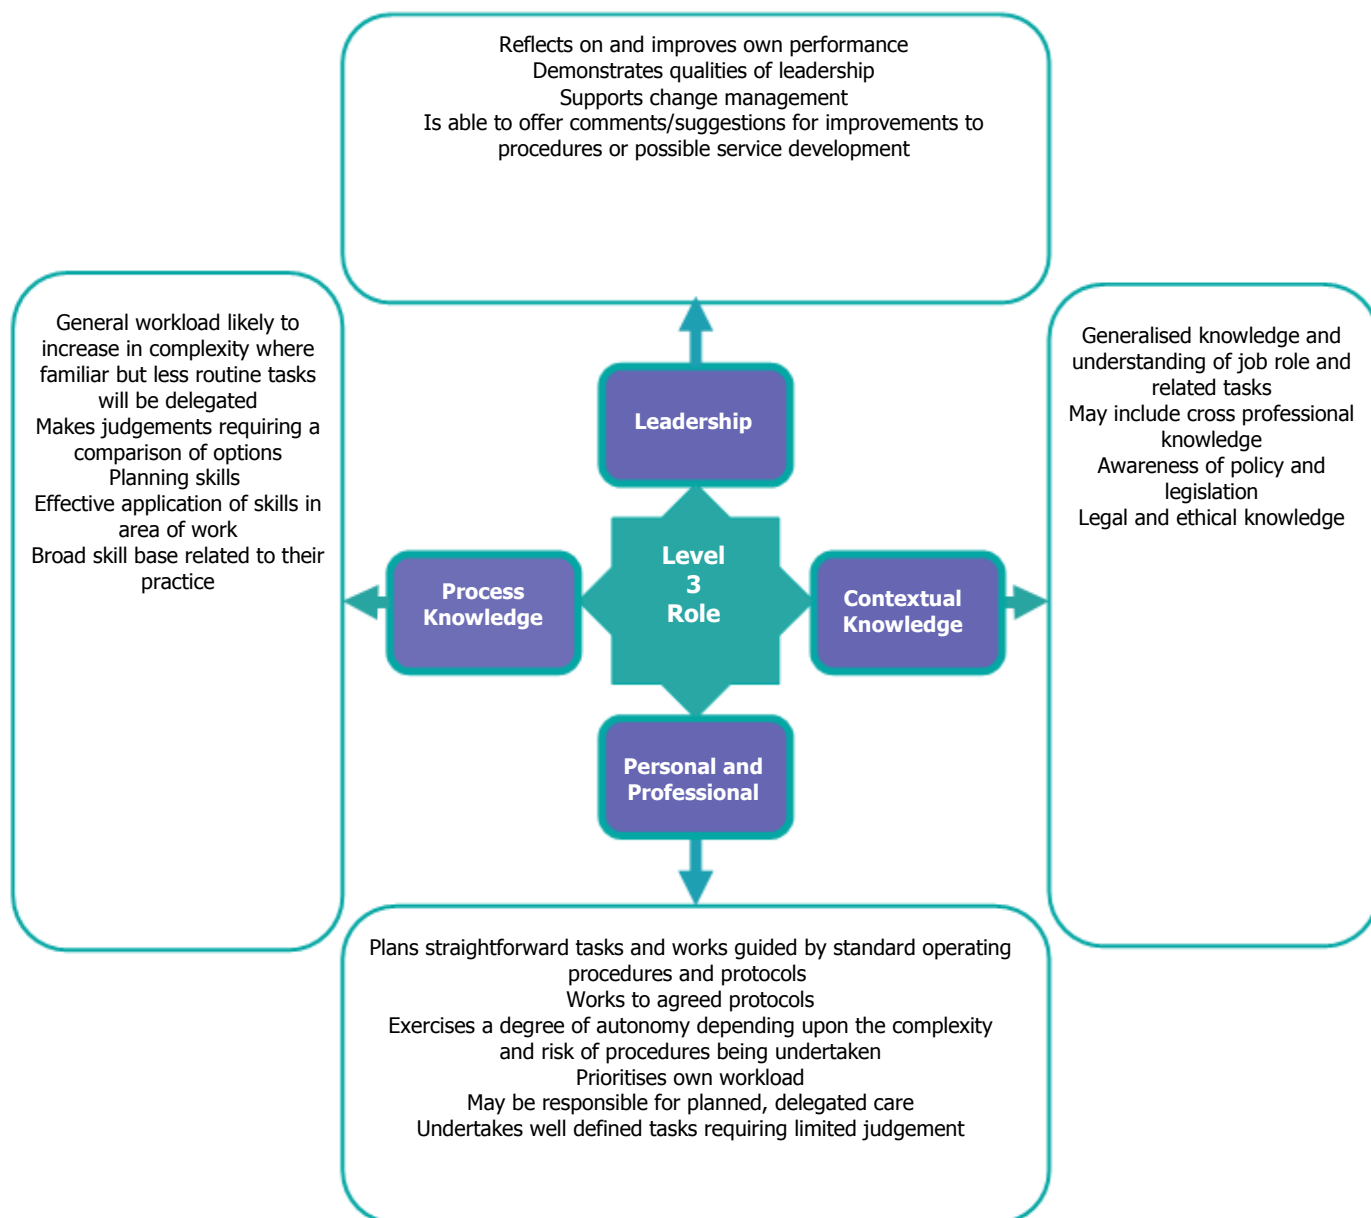 Reflects on and improves own performance
Demonstrates qualities of leadership
Supports change management
Is able to offer comments/suggestions for improvements to
procedures or possible service development
General workload likely to
increase in complexity where
familiar but less routine tasks
will be delegated
Makes judgements requiring a
comparison of options
Planning skills
Effective application of skills in
area of work
Broad skill base related to their
practice
Leadership
Process
Knowledge
Level
3
Role
Contextual
Knowledge
Personal and
Professional
Generalised knowledge and
understanding of job role and
related tasks
May include cross professional
knowledge
Awareness of policy and
legislation
Legal and ethical knowledge
Plans straightforward tasks and works guided by standard operating
procedures and protocols
Works to agreed protocols
Exercises a degree of autonomy depending upon the complexity
and risk of procedures being undertaken
Prioritises own workload
May be responsible for planned, delegated care
Undertakes well defined tasks requiring limited judgement